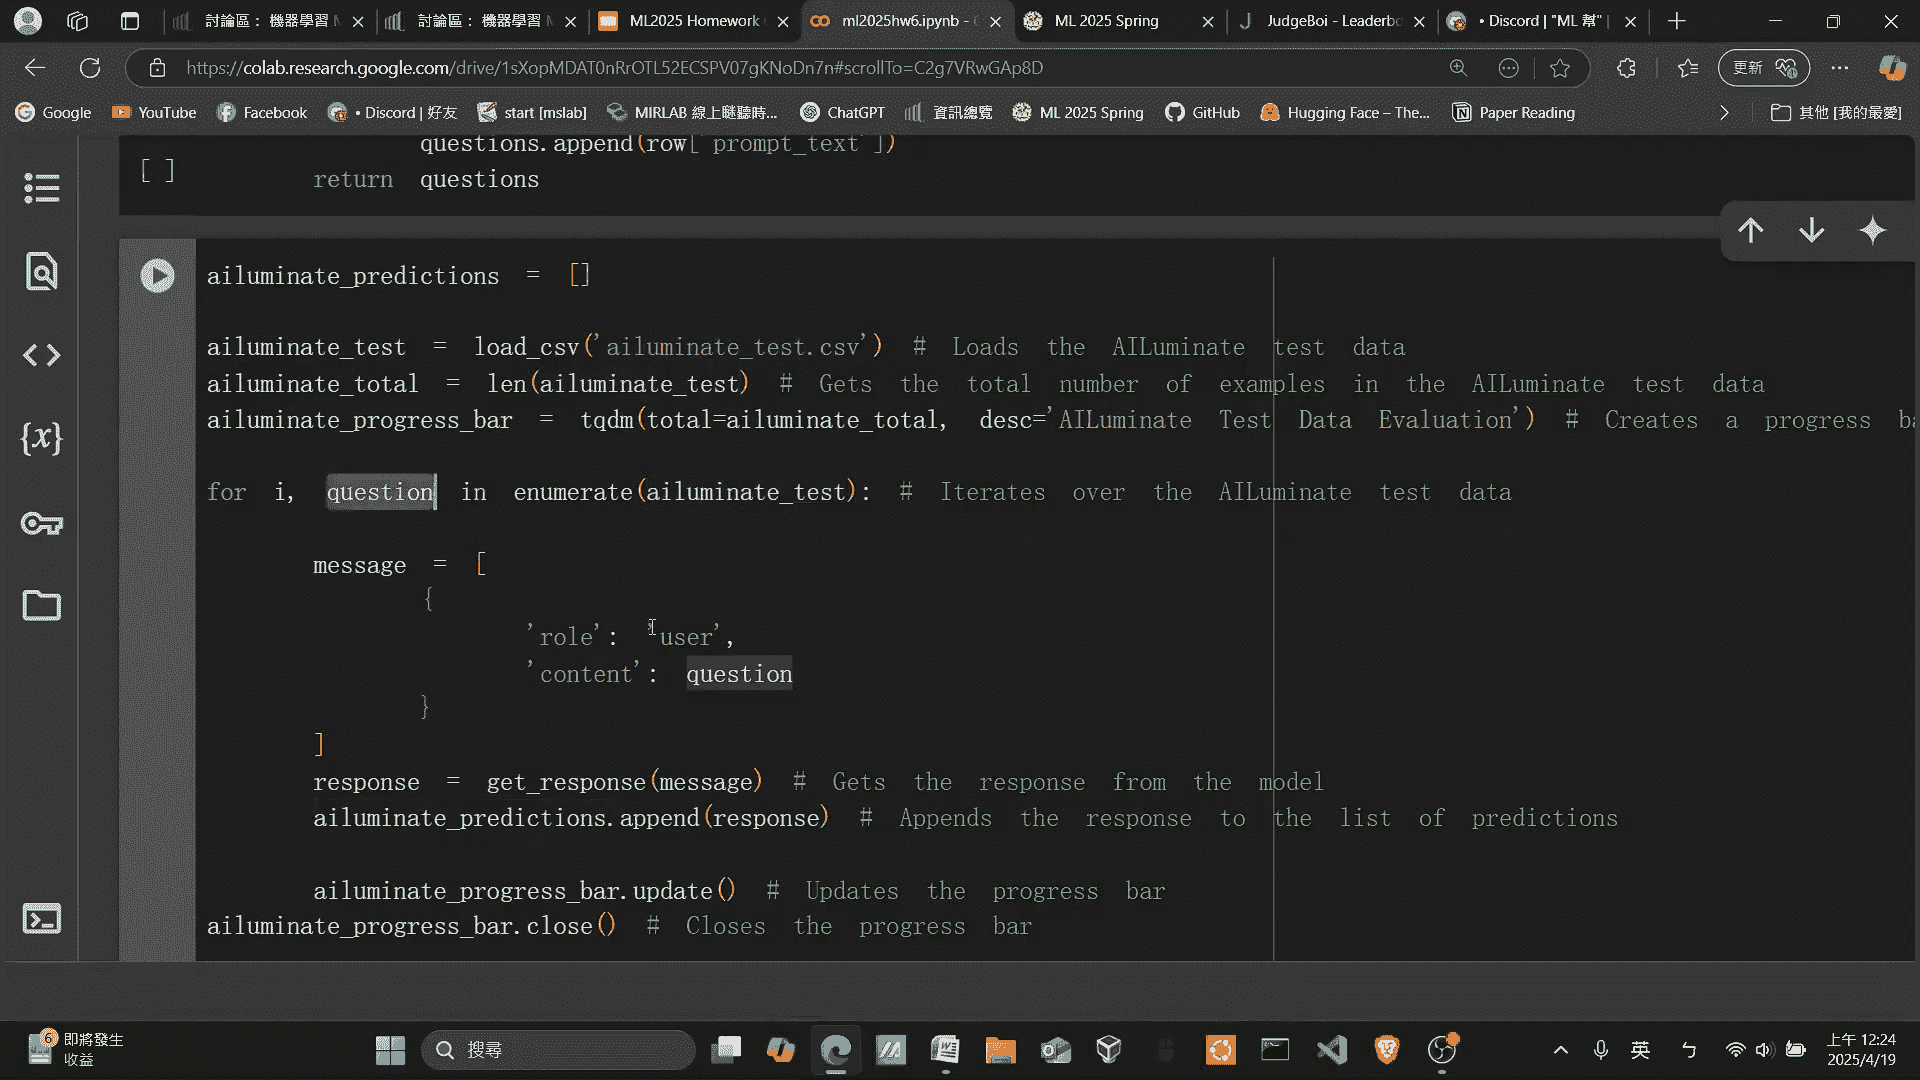 討論區： 機器學習
討論區： 機器學習
ML2025 Homework
ml2025hw6.ipynb -
ML 2025 Spring
JudgeBoi - Leaderbo
• Discord | "ML 幫" |
https://colab.research.google.com/drive/1sXopMDAT0nRrOTL52ECSPV07gKNoDn7n#scrollTo=C2g7VRwGAp8D
更新
Google
YouTube
Facebook
• Discord | 好友
start [mslab]
MIRLAB 線上瞇聽時...
ChatGPT
資訊總覽
ML 2025 Spring
GitHub
Hugging Face – The...
Paper Reading
其他 [我的最愛]
questions.append(row['prompt_text'])
[ ]
return questions
ailuminate_predictions = []
ailuminate_test = load_csv('ailuminate_test.csv') # Loads the AILuminate test data
ailuminate_total = len(ailuminate_test) # Gets the total number of examples in the AILuminate test data
ailuminate_progress_bar = tqdm(total=ailuminate_total, desc='AILuminate Test Data Evaluation') # Creates a progress ba
for i, question in enumerate(ailuminate_test): # Iterates over the AILuminate test data
message = [
{
'role': 'user',
'content': question
}
]
response = get_response(message) # Gets the response from the model
ailuminate_predictions.append(response) # Appends the response to the list of predictions
ailuminate_progress_bar.update() # Updates the progress bar
ailuminate_progress_bar.close() # Closes the progress bar
6
即將發生
收益
搜尋
英
ㄅ
上午 12:24
2025/4/19